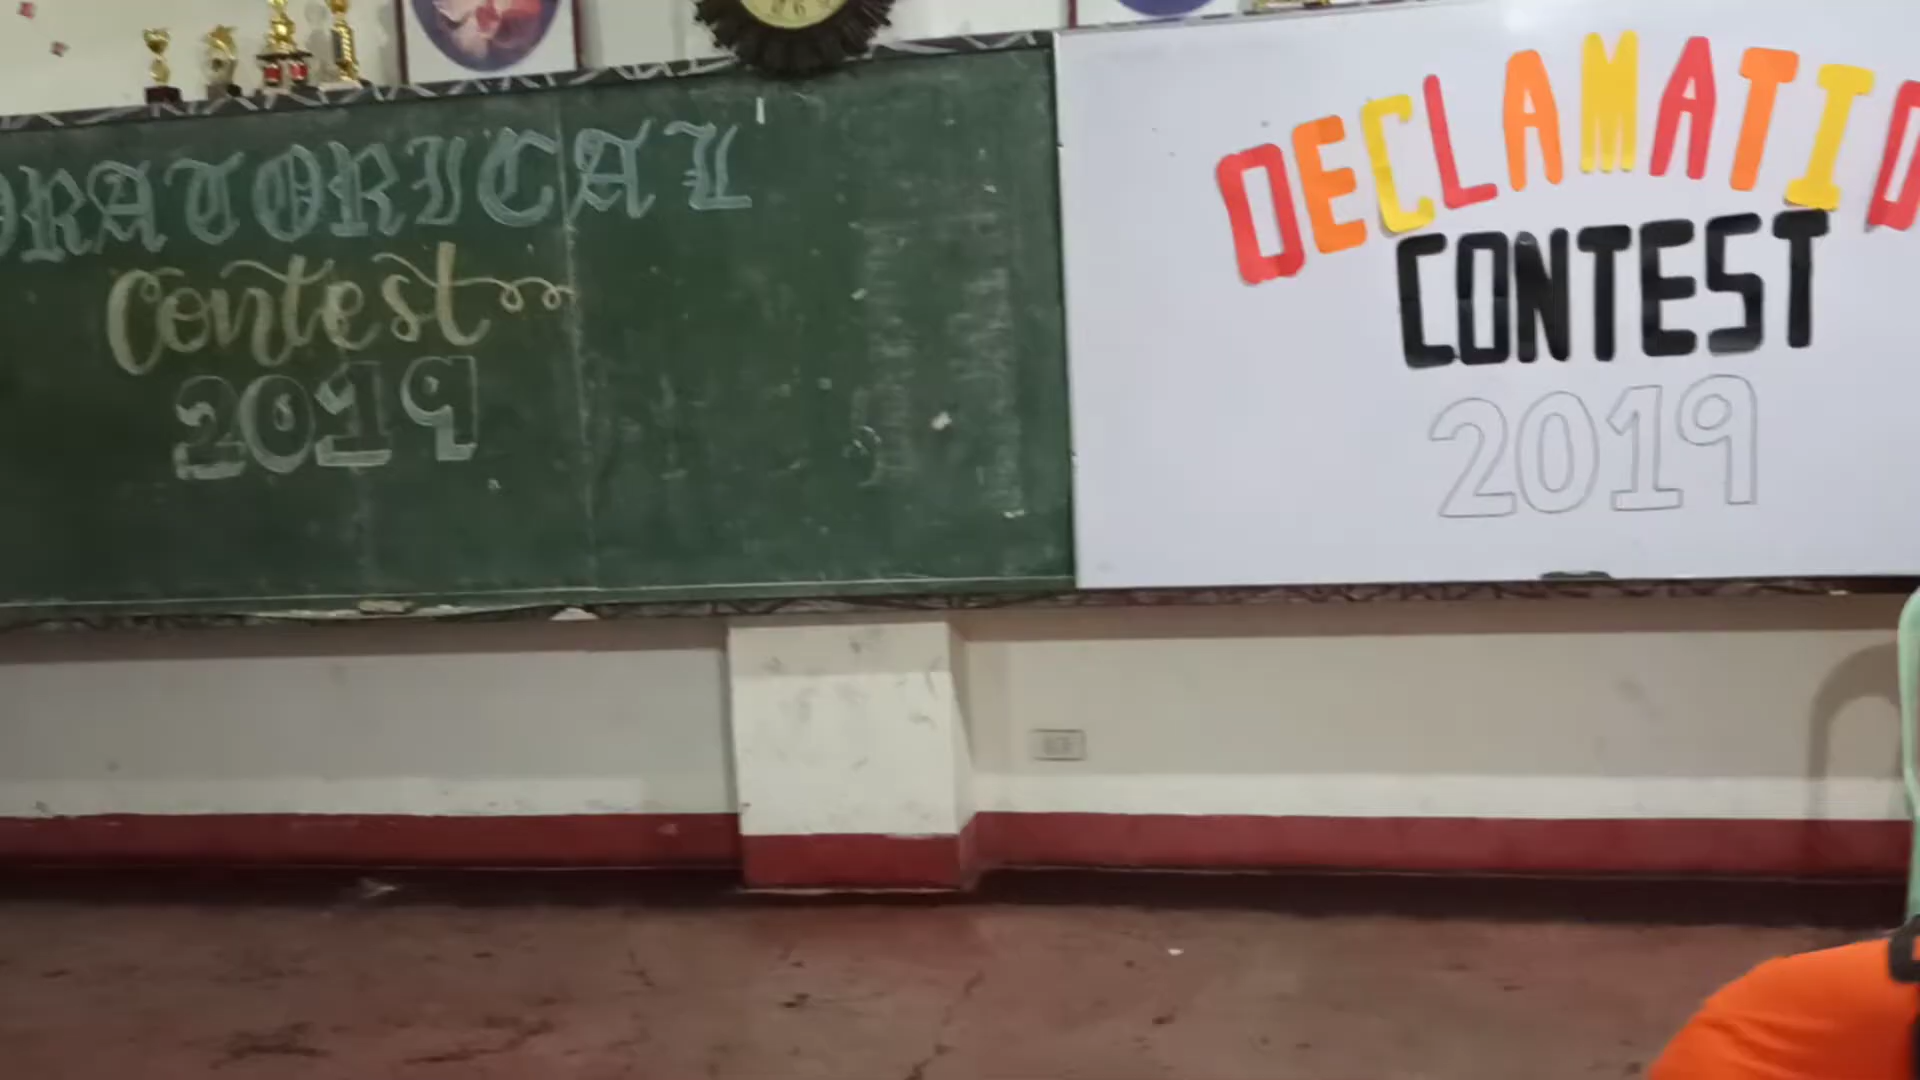 ORATORICAL
Contest
2019
DECLAMATIO
CONTEST
2019